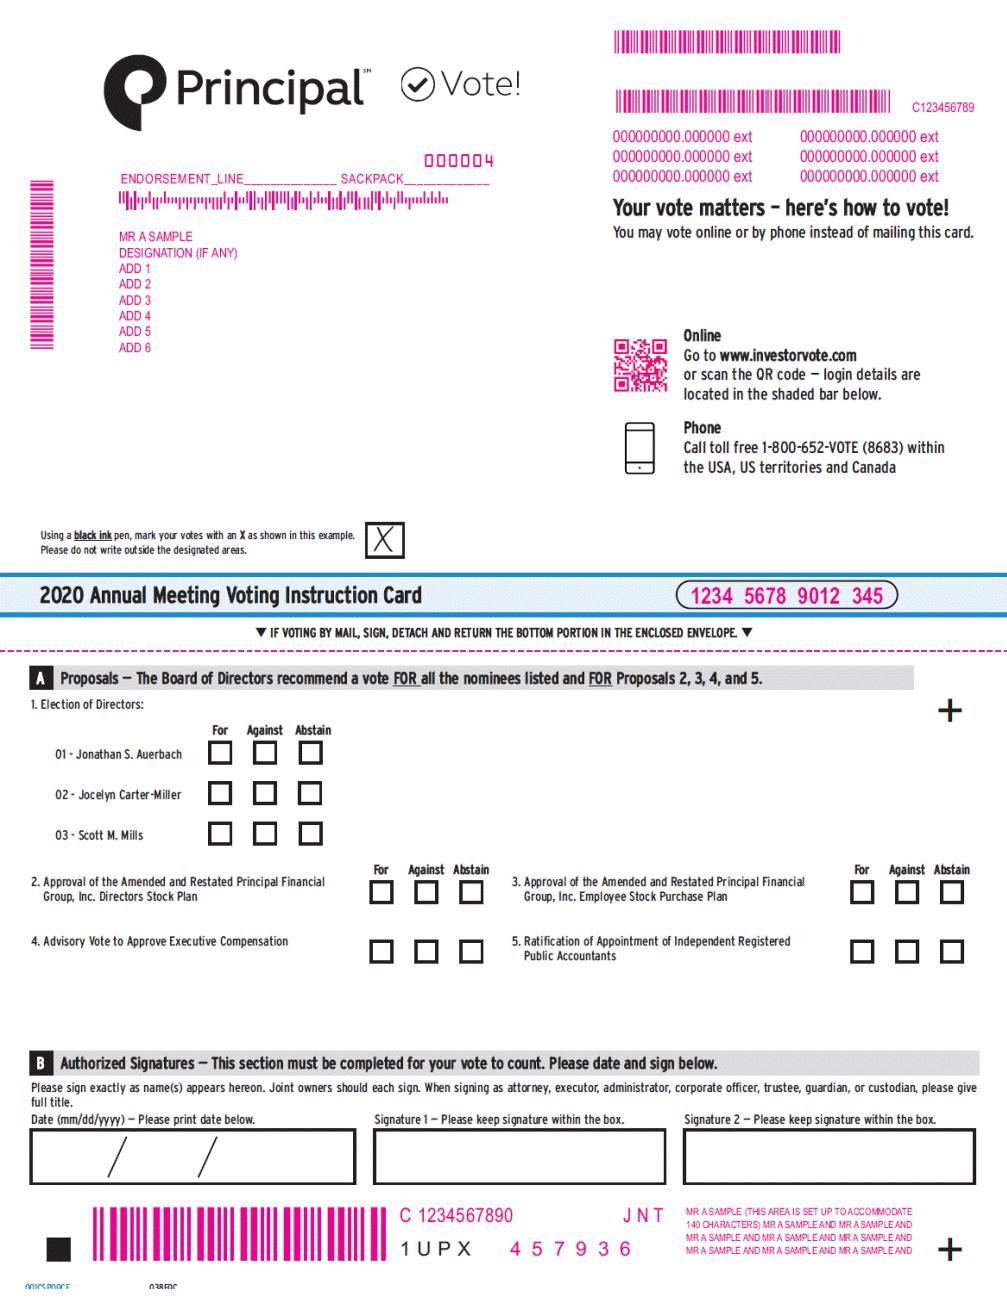 Principal℠
Vote!
C123456789
000004
000000000.000000 ext 000000000.000000 ext
000000000.000000 ext 000000000.000000 ext
000000000.000000 ext 000000000.000000 ext
ENDORSEMENT_LINE______________ SACKPACK_____________
Your vote matters – here's how to vote!
You may vote online or by phone instead of mailing this card.
MR A SAMPLE
DESIGNATION (IF ANY)
ADD 1
ADD 2
ADD 3
ADD 4
ADD 5
ADD 6
Online
Go to www.investorvote.com
or scan the QR code — login details are
located in the shaded bar below.
Phone
Call toll free 1-800-652-VOTE (8683) within
the USA, US territories and Canada
Using a black ink pen, mark your votes with an X as shown in this example.
Please do not write outside the designated areas.
X
2020 Annual Meeting Voting Instruction Card
1234 5678 9012 345
▼ IF VOTING BY MAIL, SIGN, DETACH AND RETURN THE BOTTOM PORTION IN THE ENCLOSED ENVELOPE. ▼
A Proposals — The Board of Directors recommend a vote FOR all the nominees listed and FOR Proposals 2, 3, 4, and 5.
1. Election of Directors:
+
For Against Abstain
01 - Jonathan S. Auerbach
02 - Jocelyn Carter-Miller
03 - Scott M. Mills
For Against Abstain
2. Approval of the Amended and Restated Principal Financial
Group, Inc. Directors Stock Plan
For Against Abstain
3. Approval of the Amended and Restated Principal Financial
Group, Inc. Employee Stock Purchase Plan
4. Advisory Vote to Approve Executive Compensation
5. Ratification of Appointment of Independent Registered
Public Accountants
B Authorized Signatures — This section must be completed for your vote to count. Please date and sign below.
Please sign exactly as name(s) appears hereon. Joint owners should each sign. When signing as attorney, executor, administrator, corporate officer, trustee, guardian, or custodian, please give
full title.
Date (mm/dd/yyyy) — Please print date below.
Signature 1 — Please keep signature within the box.
Signature 2 — Please keep signature within the box.
/ /
C 1234567890 J N T
1 U P X 4 5 7 9 3 6
MR A SAMPLE (THIS AREA IS SET UP TO ACCOMMODATE
140 CHARACTERS) MR A SAMPLE AND MR A SAMPLE AND
MR A SAMPLE AND MR A SAMPLE AND MR A SAMPLE AND
MR A SAMPLE AND MR A SAMPLE AND MR A SAMPLE AND
+